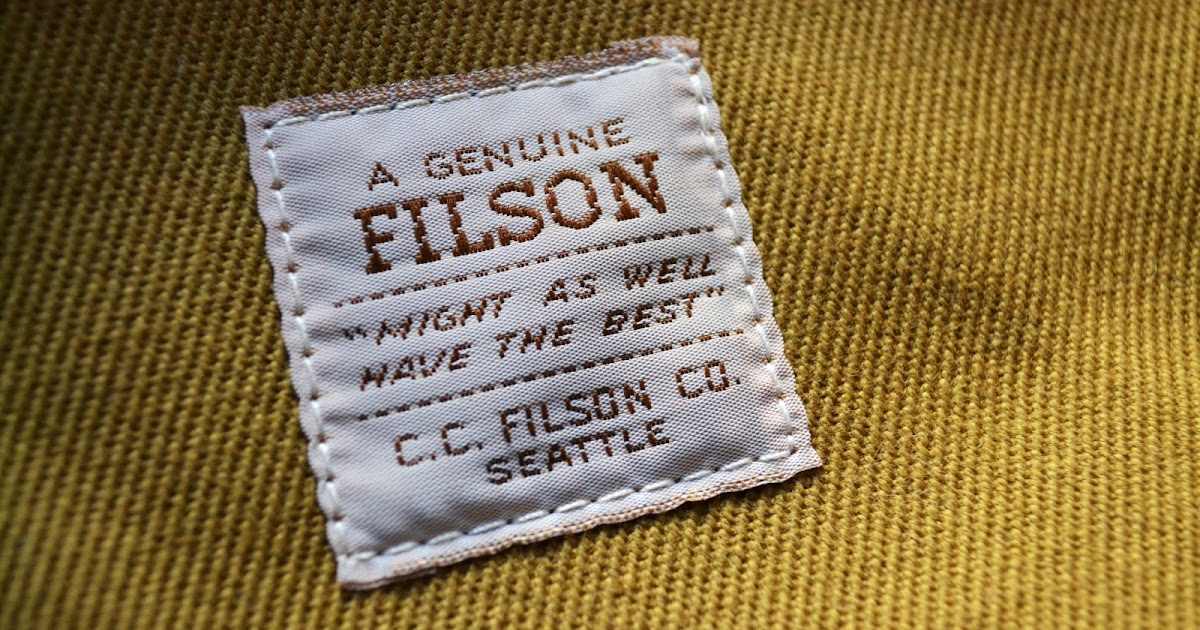 A GENUINE
FILSON
"MIGHT AS WELL
HAVE THE BEST"
C.C. FILSON CO.
SEATTLE